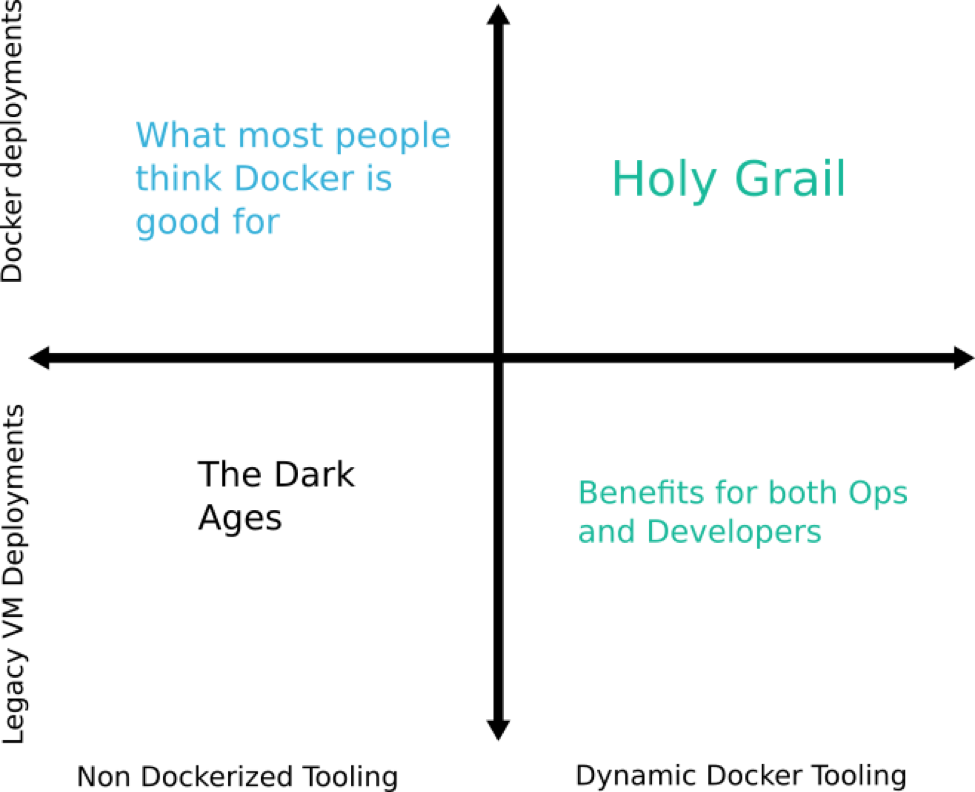 Docker deployments
What most people
think Docker is
good for
Holy Grail
Legacy VM Deployments
The Dark
Ages
Benefits for both Ops
and Developers
Non Dockerized Tooling
Dynamic Docker Tooling